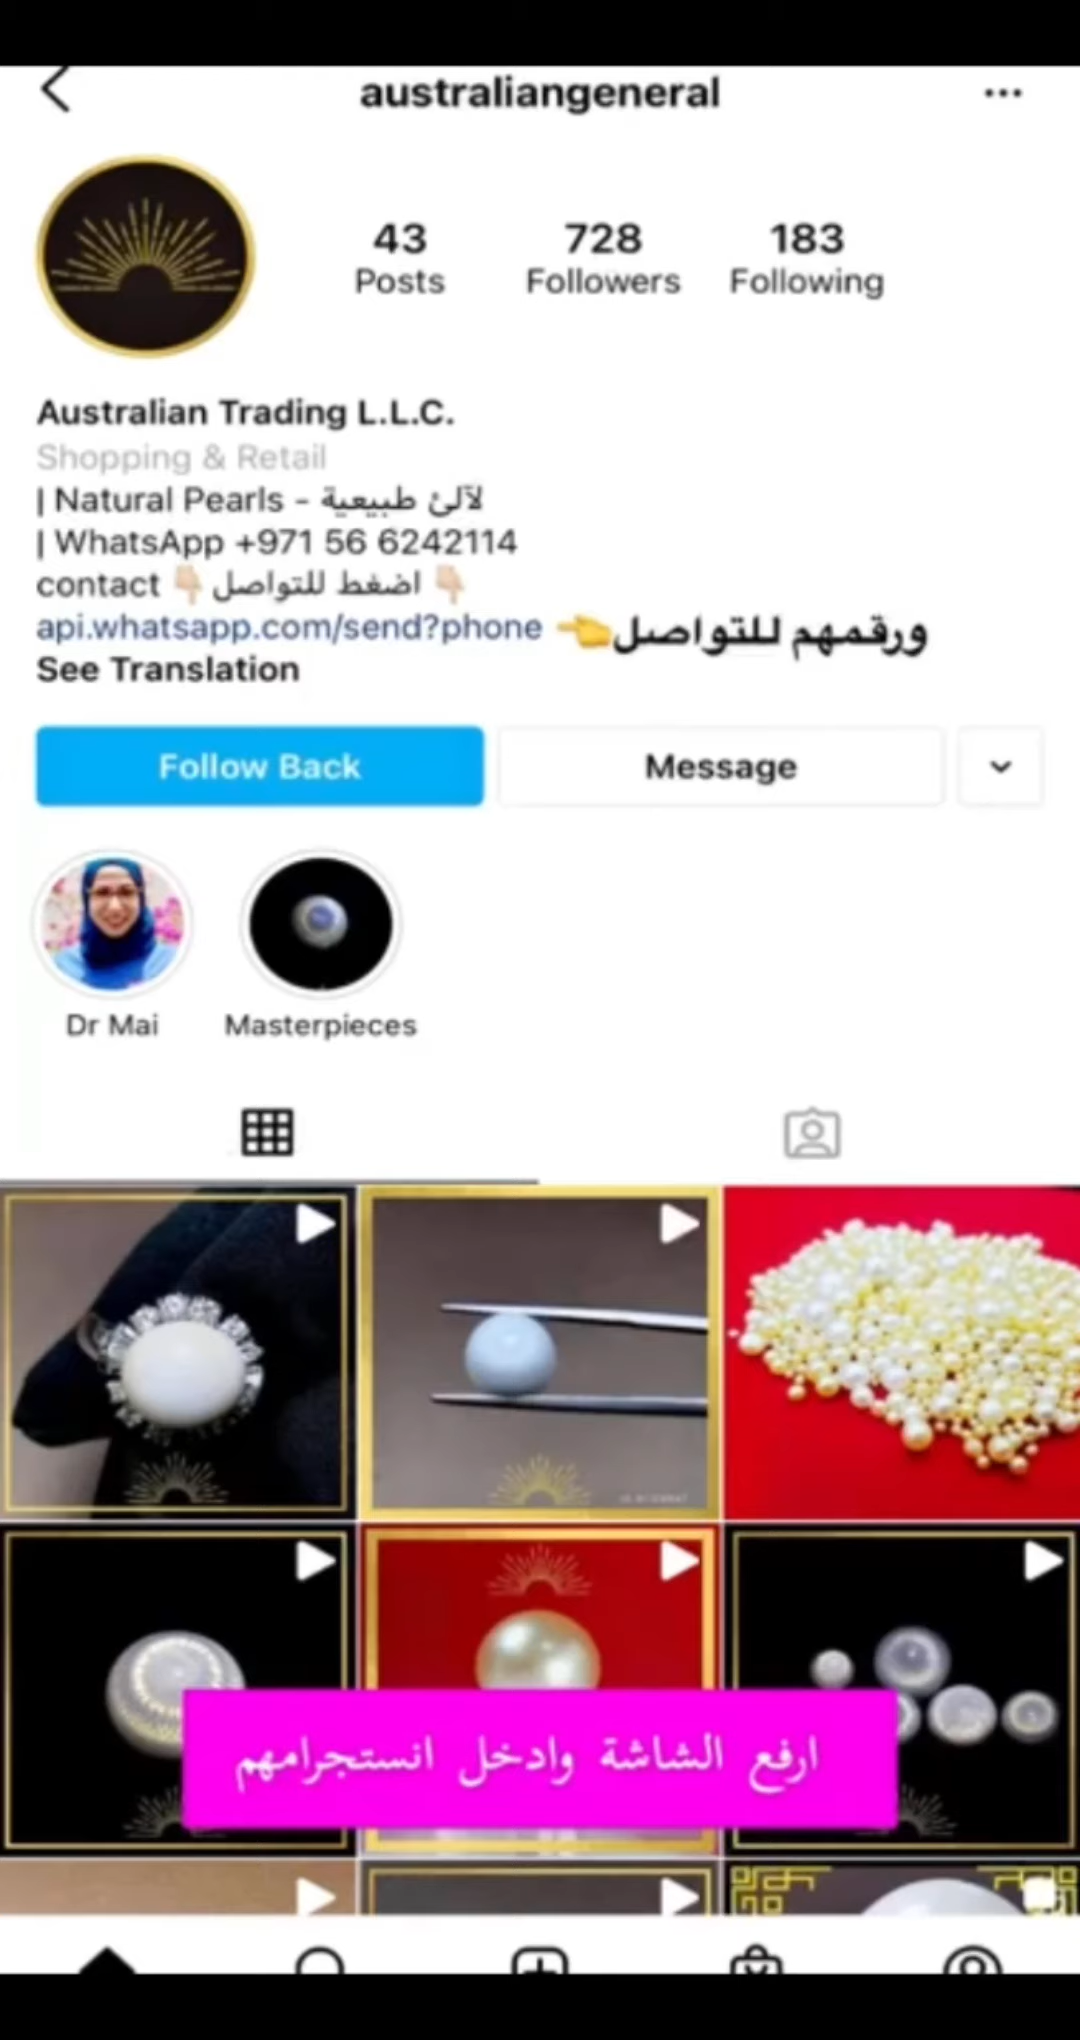 australiangeneral
43 728 183
Posts Followers Following
Australian Trading L.L.C.
Shopping & Retail
| Natural Pearls - لآلئ طبيعية
| WhatsApp +971 56 6242114
contact 👇🏻 اضغط للتواصل 👇🏻
api.whatsapp.com/send?phone 👈 ورقمهم للتواصل
See Translation
Follow Back Message
Dr Mai Masterpieces
ارفع الشاشة وادخل انستجرامهم